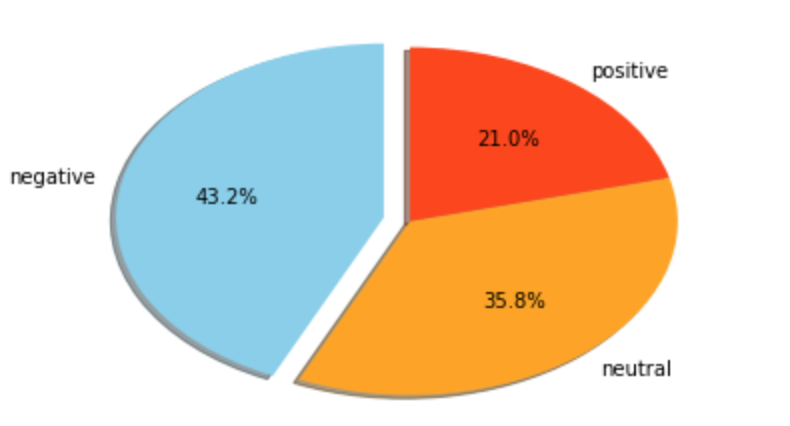 positive
21.0%
negative
43.2%
35.8%
neutral